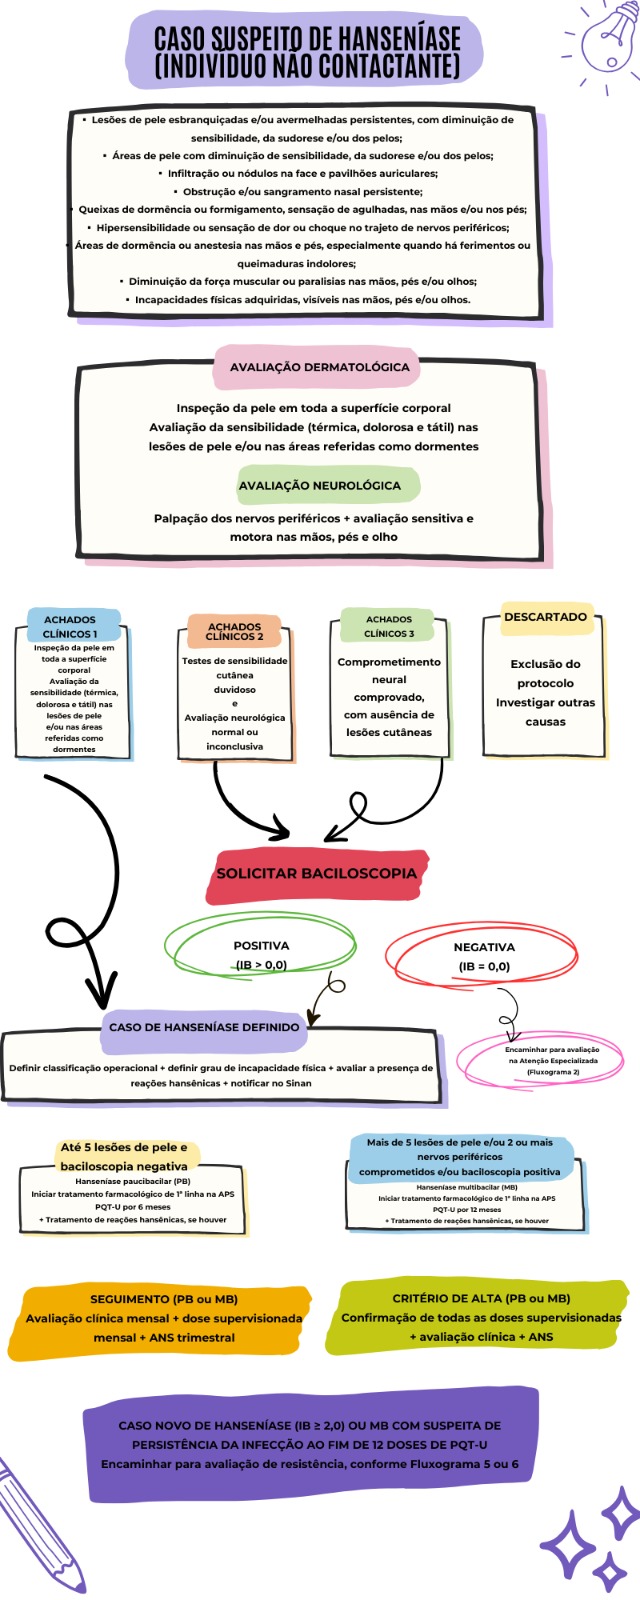 CASO SUSPEITO DE HANSENÍASE
(INDIVÍDUO NÃO CONTACTANTE)
▪ Lesões de pele esbranquiçadas e/ou avermelhadas persistentes, com diminuição de
sensibilidade, da sudorese e/ou dos pelos;
▪ Áreas de pele com diminuição de sensibilidade, da sudorese e/ou dos pelos;
▪ Infiltração ou nódulos na face e pavilhões auriculares;
▪ Obstrução e/ou sangramento nasal persistente;
▪ Queixas de dormência ou formigamento, sensação de agulhadas, nas mãos e/ou nos pés;
▪ Hipersensibilidade ou sensação de dor ou choque no trajeto de nervos periféricos;
▪ Áreas de dormência ou anestesia nas mãos e pés, especialmente quando há ferimentos ou
queimaduras indolores;
▪ Diminuição da força muscular ou paralisias nas mãos, pés e/ou olhos;
▪ Incapacidades físicas adquiridas, visíveis nas mãos, pés e/ou olhos.
AVALIAÇÃO DERMATOLÓGICA
Inspeção da pele em toda a superfície corporal
Avaliação da sensibilidade (térmica, dolorosa e tátil) nas
lesões de pele e/ou nas áreas referidas como dormentes
AVALIAÇÃO NEUROLÓGICA
Palpação dos nervos periféricos + avaliação sensitiva e
motora nas mãos, pés e olho
ACHADOS
CLÍNICOS 1
Inspeção da pele em
toda a superfície
corporal
Avaliação da
sensibilidade (térmica,
dolorosa e tátil) nas
lesões de pele
e/ou nas áreas
referidas como
dormentes
ACHADOS
CLÍNICOS 2
Testes de sensibilidade
cutânea
duvidoso
e
Avaliação neurológica
normal ou
inconclusiva
ACHADOS
CLÍNICOS 3
Comprometimento
neural
comprovado,
com ausência de
lesões cutâneas
DESCARTADO
Exclusão do
protocolo
Investigar outras
causas
SOLICITAR BACILOSCOPIA
POSITIVA
(IB > 0,0)
NEGATIVA
(IB = 0,0)
CASO DE HANSENÍASE DEFINIDO
Definir classificação operacional + definir grau de incapacidade física + avaliar a presença de
reações hansênicas + notificar no Sinan
Encaminhar para avaliação
na Atenção Especializada
(Fluxograma 2)
Até 5 lesões de pele e
baciloscopia negativa
Hanseníase paucibacilar (PB)
Iniciar tratamento farmacológico de 1ª linha na APS
PQT-U por 6 meses
+ Tratamento de reações hansênicas, se houver
Mais de 5 lesões de pele e/ou 2 ou mais
nervos periféricos
comprometidos e/ou baciloscopia positiva
Hanseníase multibacilar (MB)
Iniciar tratamento farmacológico de 1ª linha na APS
PQT-U por 12 meses
+ Tratamento de reações hansênicas, se houver
SEGUIMENTO (PB ou MB)
Avaliação clínica mensal + dose supervisionada
mensal + ANS trimestral
CRITÉRIO DE ALTA (PB ou MB)
Confirmação de todas as doses supervisionadas
+ avaliação clínica + ANS
CASO NOVO DE HANSENÍASE (IB ≥ 2,0) OU MB COM SUSPEITA DE
PERSISTÊNCIA DA INFECÇÃO AO FIM DE 12 DOSES DE PQT-U
Encaminhar para avaliação de resistência, conforme Fluxograma 5 ou 6